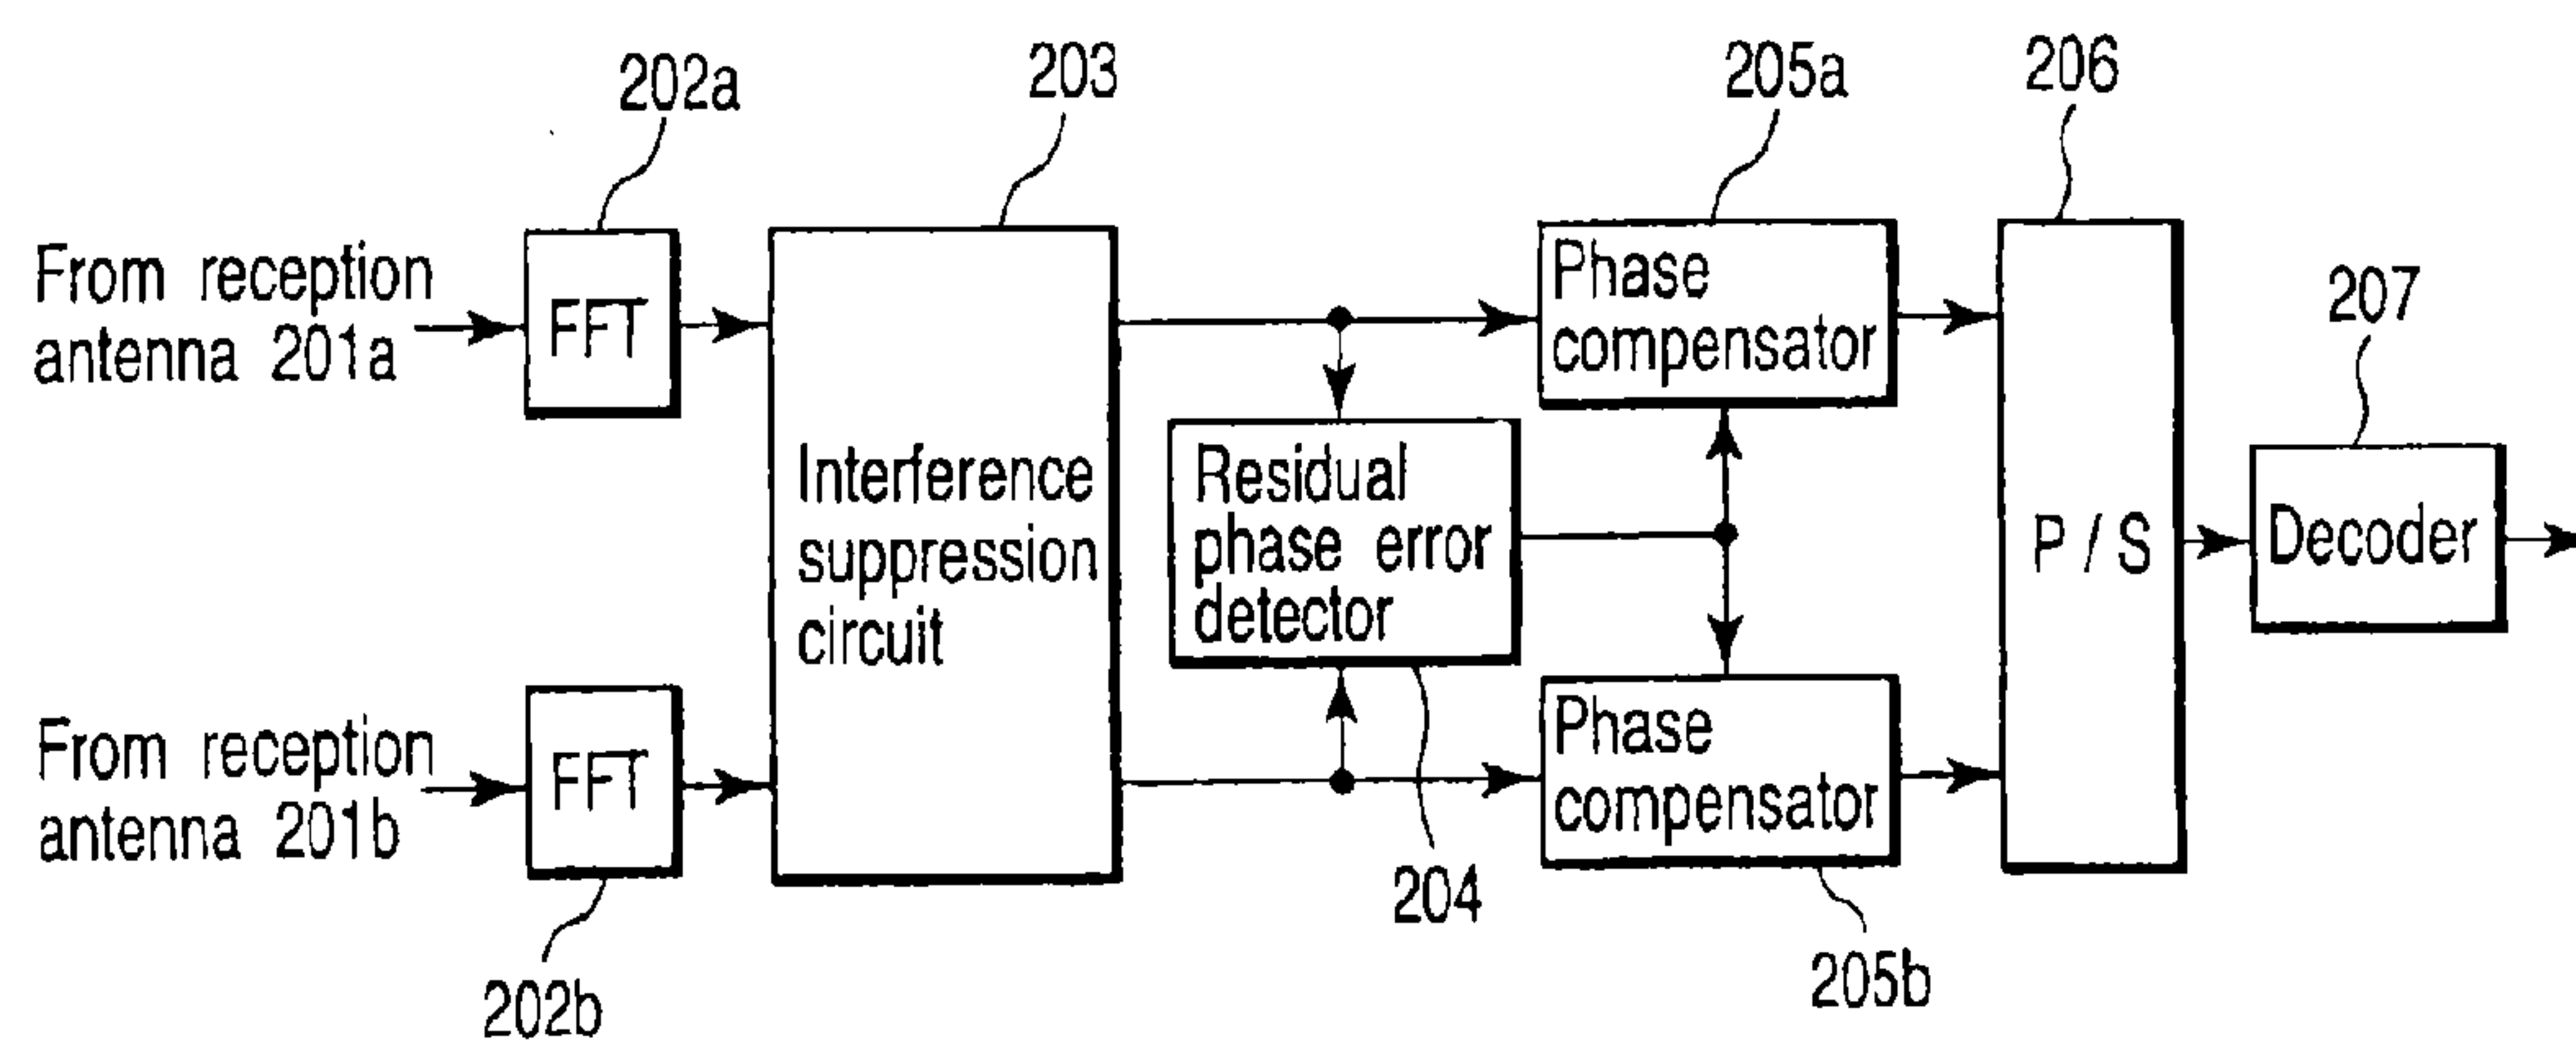 202a
203
205a
206
207
From reception
antenna 201a
FFT
Interference
suppression
circuit
Residual
phase error
detector
Phase
compensator
P / S
Decoder
From reception
antenna 201b
FFT
Phase
compensator
202b
204
205b